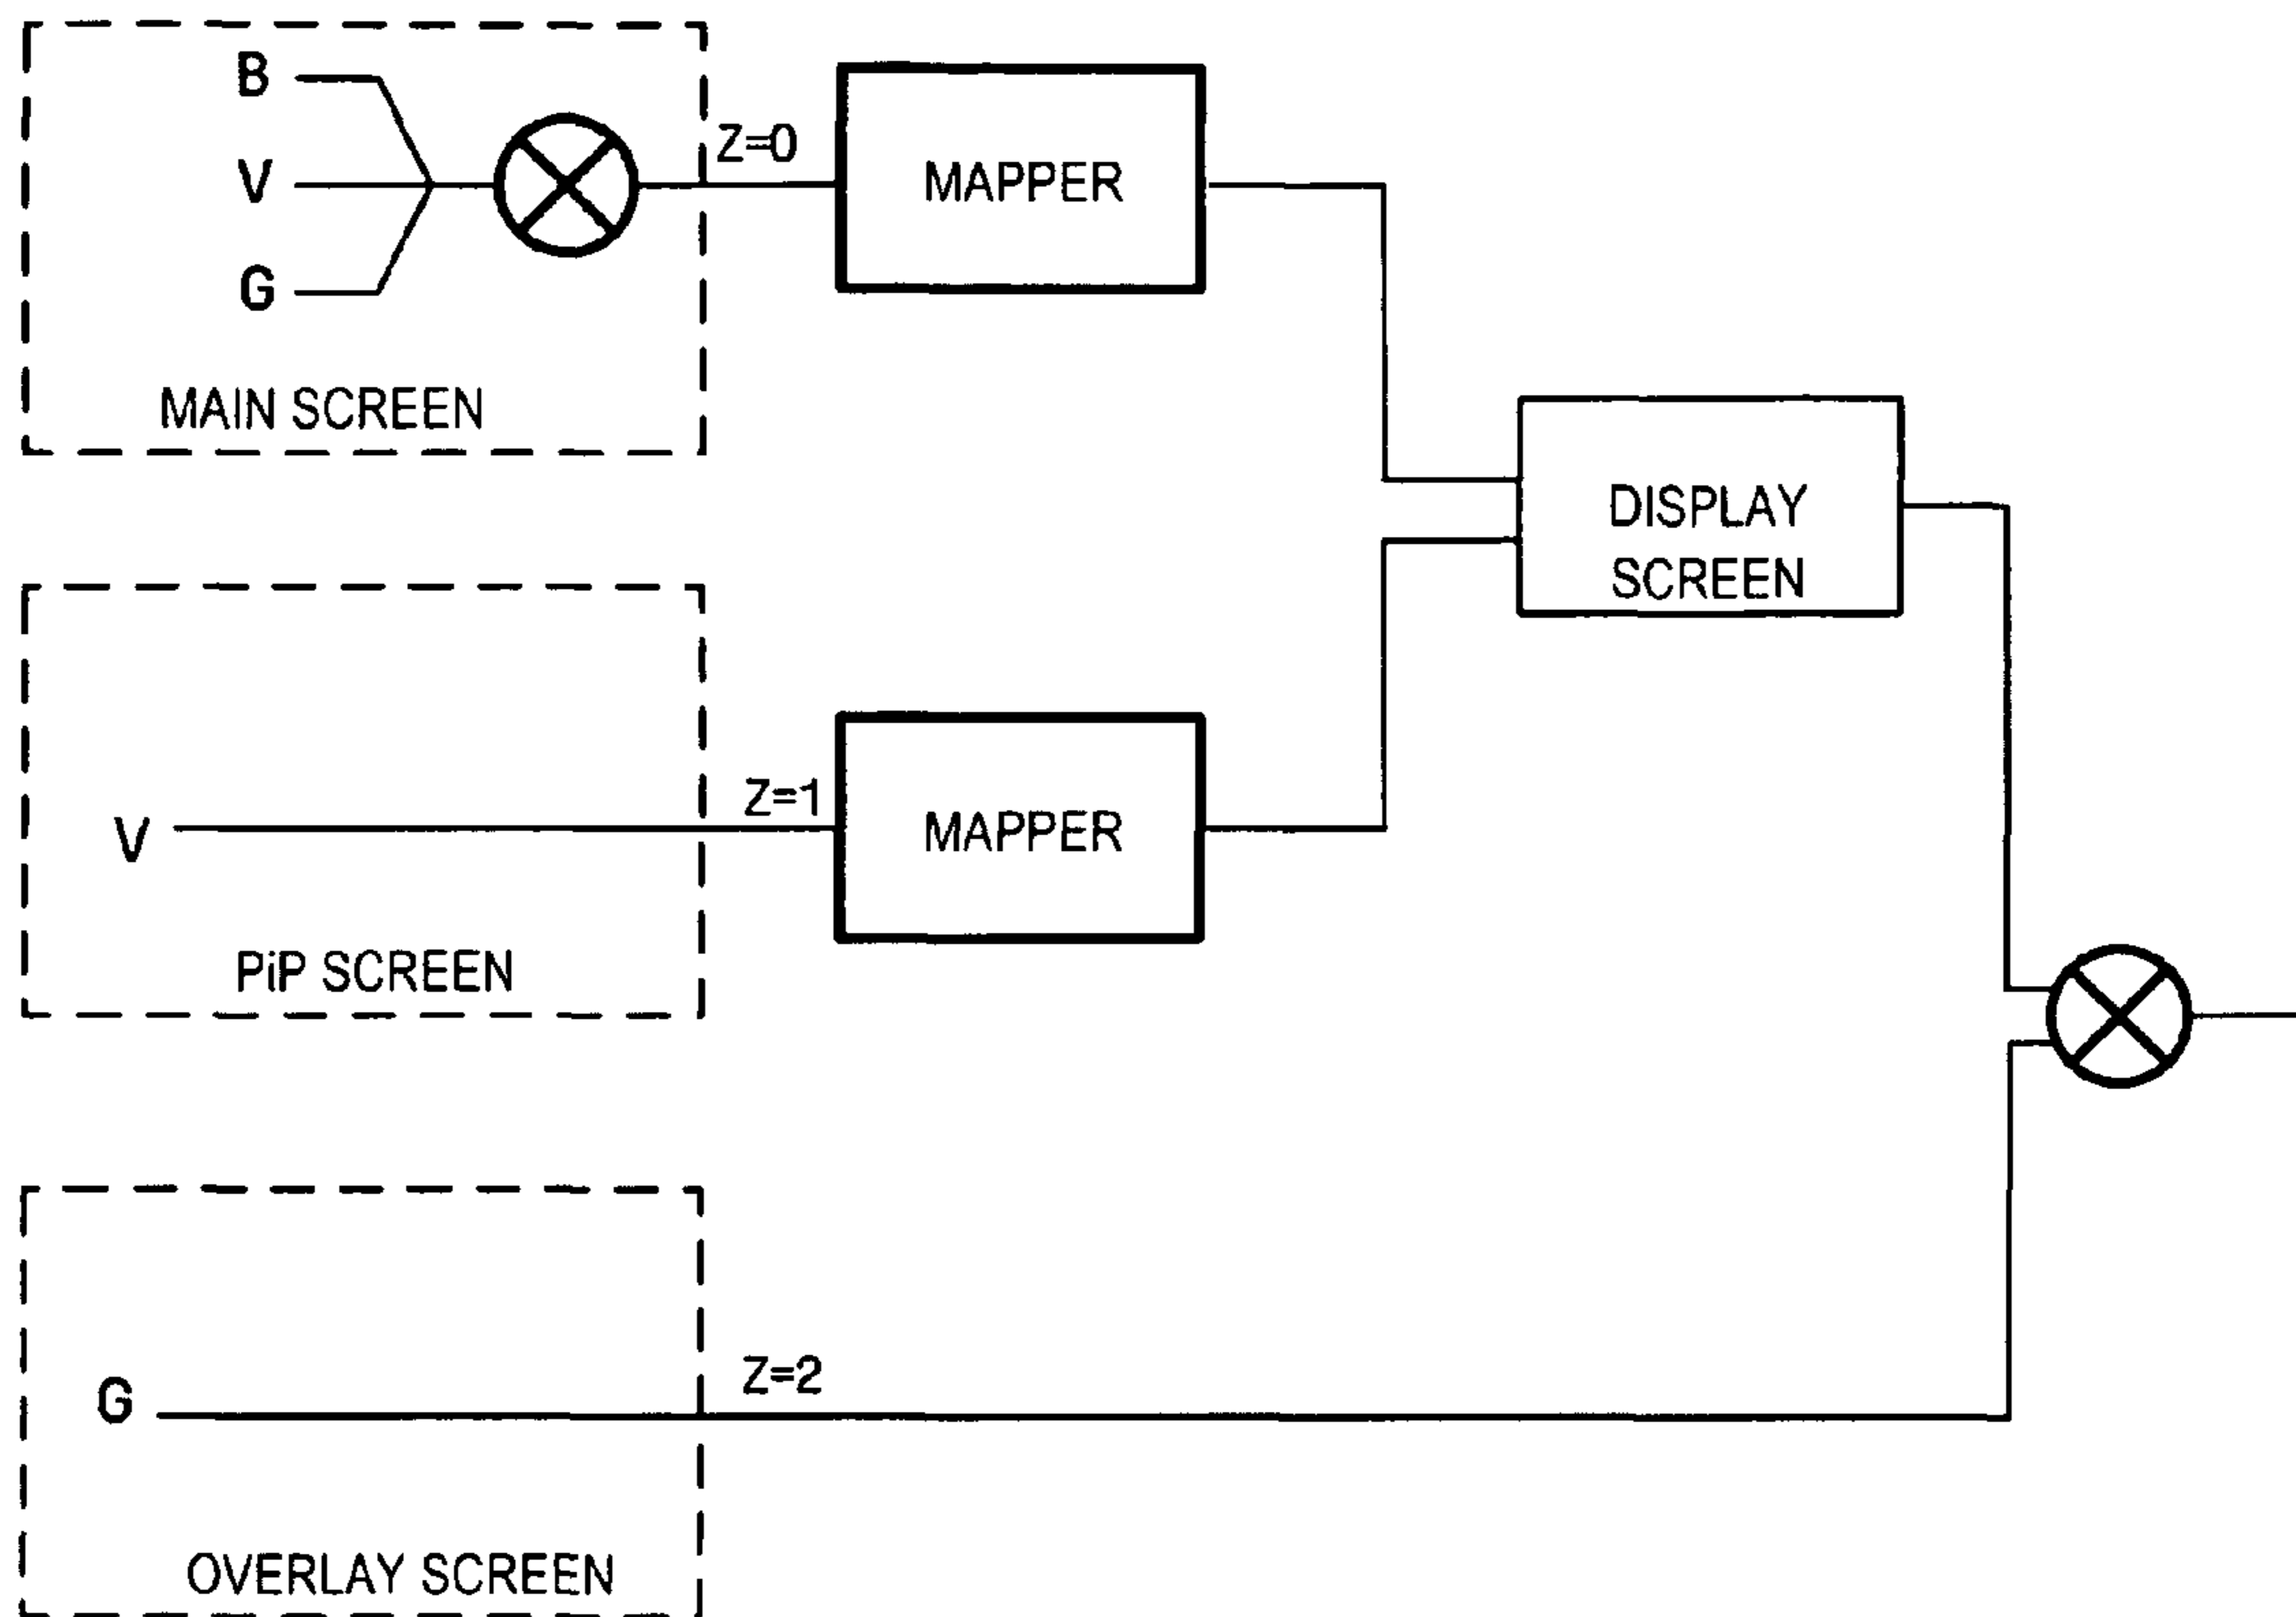 B
V
G
Z=0
MAPPER
MAIN SCREEN
DISPLAY
SCREEN
V
Z=1
MAPPER
PiP SCREEN
G
Z=2
OVERLAY SCREEN